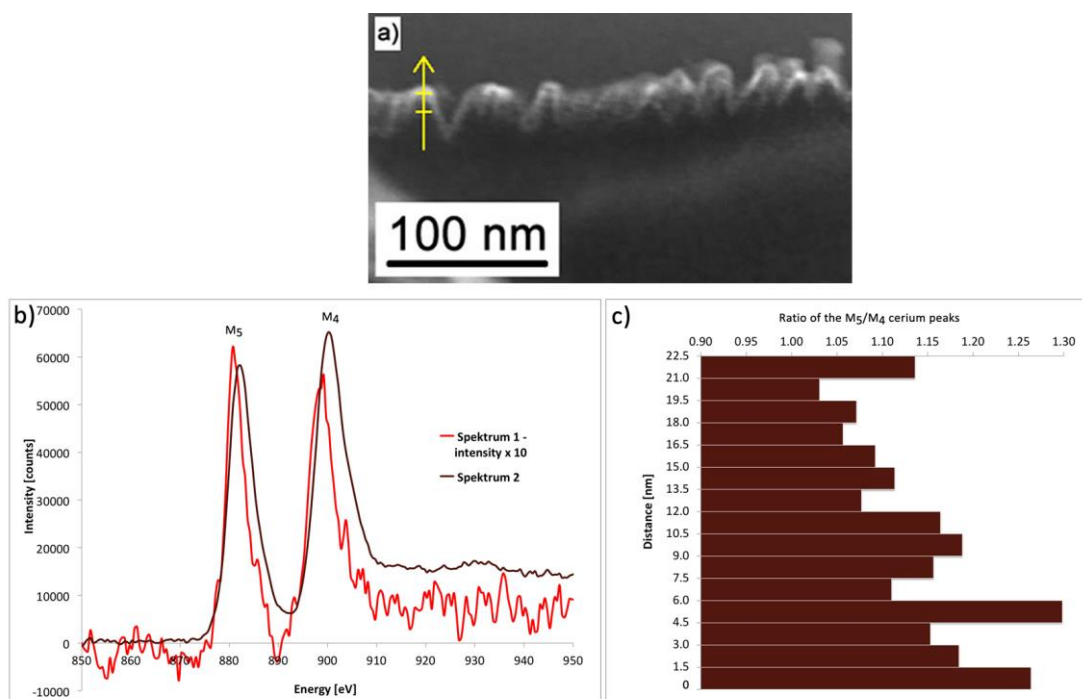 a)
100 nm
b)
70000
60000
50000
40000
30000
20000
10000
0
-10000
Intensity [counts]
M5
M4
Spektrum 1 -
intensity x 10
Spektrum 2
850 860 870 880 890 900 910 920 930 940 950
Energy [eV]
c)
Ratio of the M5/M4 cerium peaks
0.90 0.95 1.00 1.05 1.10 1.15 1.20 1.25 1.30
Distance [nm]
22.5
21.0
19.5
18.0
16.5
15.0
13.5
12.0
10.5
9.0
7.5
6.0
4.5
3.0
1.5
0